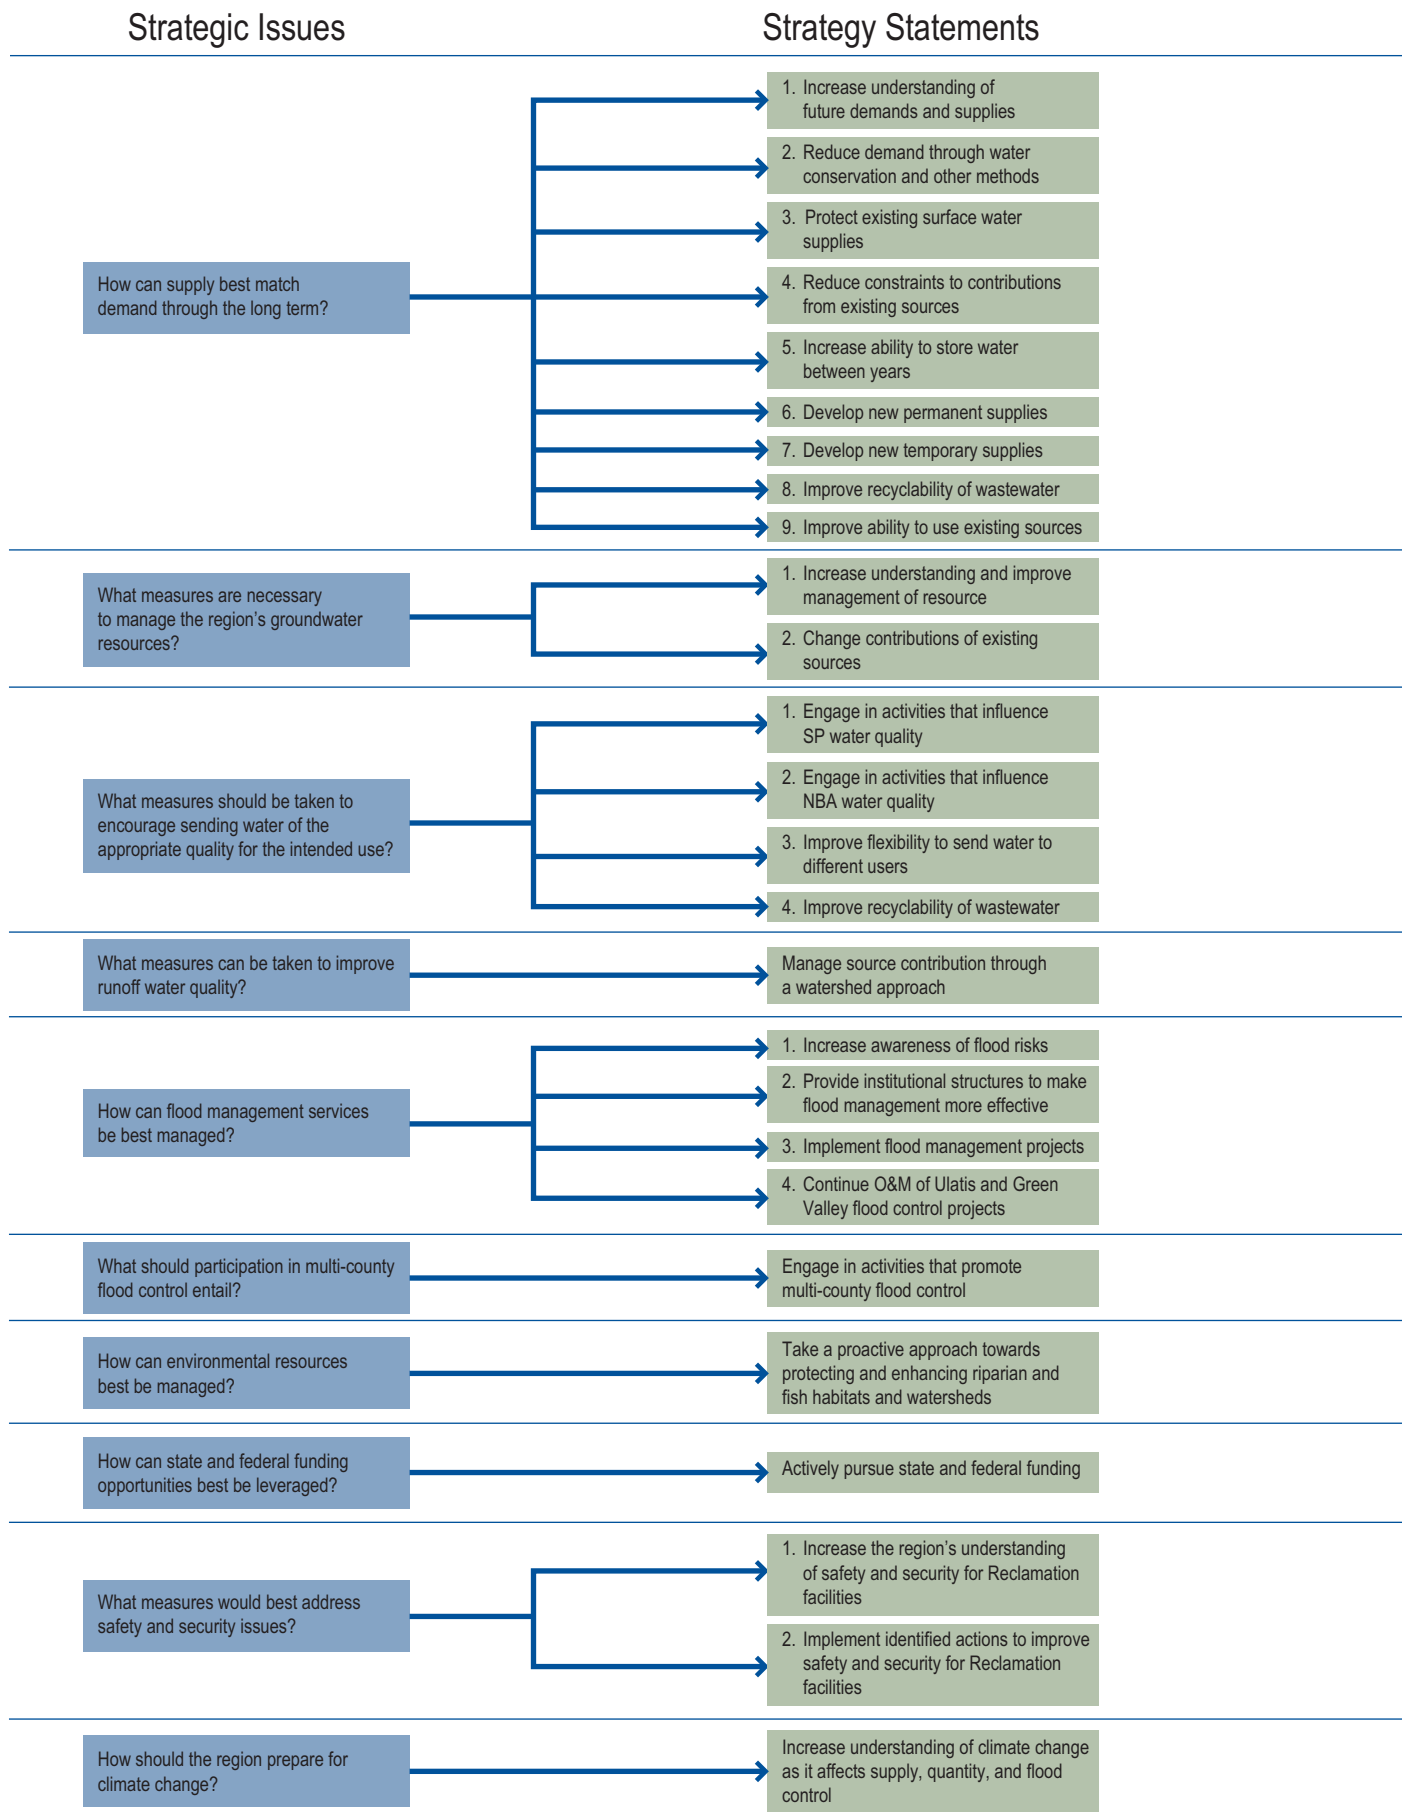 Strategic Issues
Strategy Statements
How can supply best match
demand through the long term?
1. Increase understanding of
future demands and supplies
2. Reduce demand through water
conservation and other methods
3. Protect existing surface water
supplies
4. Reduce constraints to contributions
from existing sources
5. Increase ability to store water
between years
6. Develop new permanent supplies
7. Develop new temporary supplies
8. Improve recyclability of wastewater
9. Improve ability to use existing sources
What measures are necessary
to manage the region’s groundwater
resources?
1. Increase understanding and improve
management of resource
2. Change contributions of existing
sources
What measures should be taken to
encourage sending water of the
appropriate quality for the intended use?
1. Engage in activities that influence
SP water quality
2. Engage in activities that influence
NBA water quality
3. Improve flexibility to send water to
different users
4. Improve recyclability of wastewater
What measures can be taken to improve
runoff water quality?
Manage source contribution through
a watershed approach
How can flood management services
be best managed?
1. Increase awareness of flood risks
2. Provide institutional structures to make
flood management more effective
3. Implement flood management projects
4. Continue O&M of Ulatis and Green
Valley flood control projects
What should participation in multi-county
flood control entail?
Engage in activities that promote
multi-county flood control
How can environmental resources
best be managed?
Take a proactive approach towards
protecting and enhancing riparian and
fish habitats and watersheds
How can state and federal funding
opportunities best be leveraged?
Actively pursue state and federal funding
What measures would best address
safety and security issues?
1. Increase the region’s understanding
of safety and security for Reclamation
facilities
2. Implement identified actions to improve
safety and security for Reclamation
facilities
How should the region prepare for
climate change?
Increase understanding of climate change
as it affects supply, quantity, and flood
control